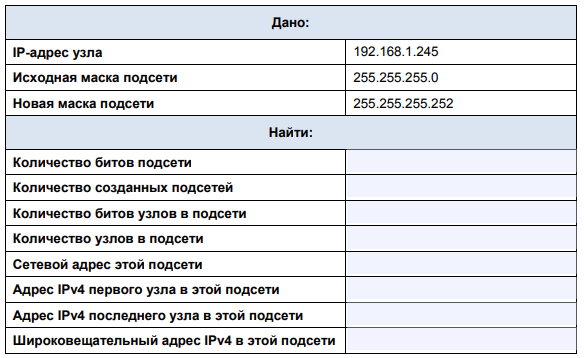 Дано:
IP-адрес узла 192.168.1.245
Исходная маска подсети 255.255.255.0
Новая маска подсети 255.255.255.252
Найти:
Количество битов подсети
Количество созданных подсетей
Количество битов узлов в подсети
Количество узлов в подсети
Сетевой адрес этой подсети
Адрес IPv4 первого узла в этой подсети
Адрес IPv4 последнего узла в этой подсети
Широковещательный адрес IPv4 в этой подсети